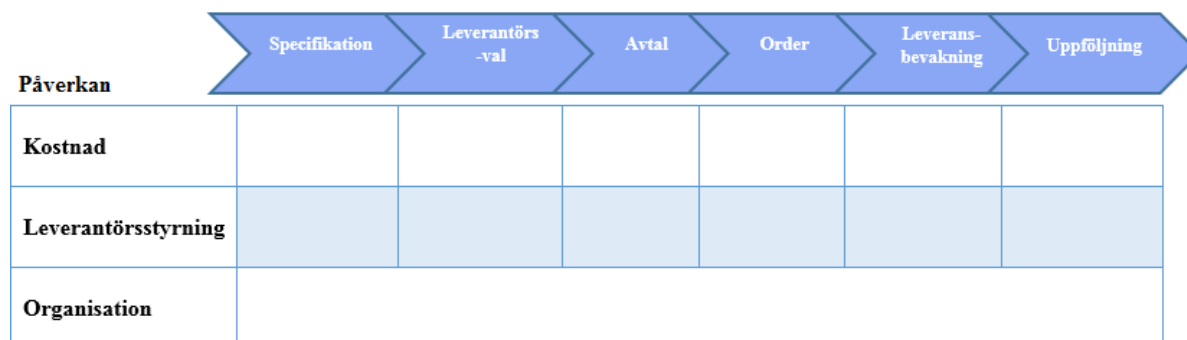 Specifikation
Leverantörs
-val
Avtal
Order
Leverans-
bevakning
Uppföljning
Påverkan
Kostnad
Leverantörsstyrning
Organisation